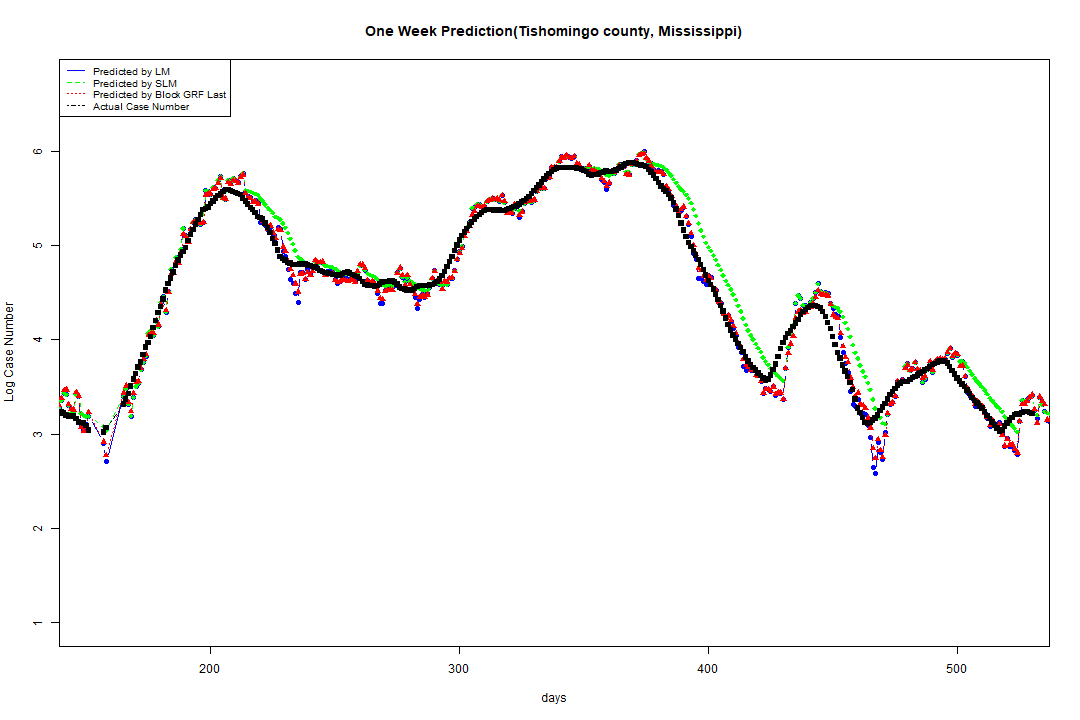 One Week Prediction(Tishomingo county, Mississippi)
Predicted by LM
Predicted by SLM
Predicted by Block GRF Last
Actual Case Number
6
5
4
3
2
1
Log Case Number
200 300 400 500
days